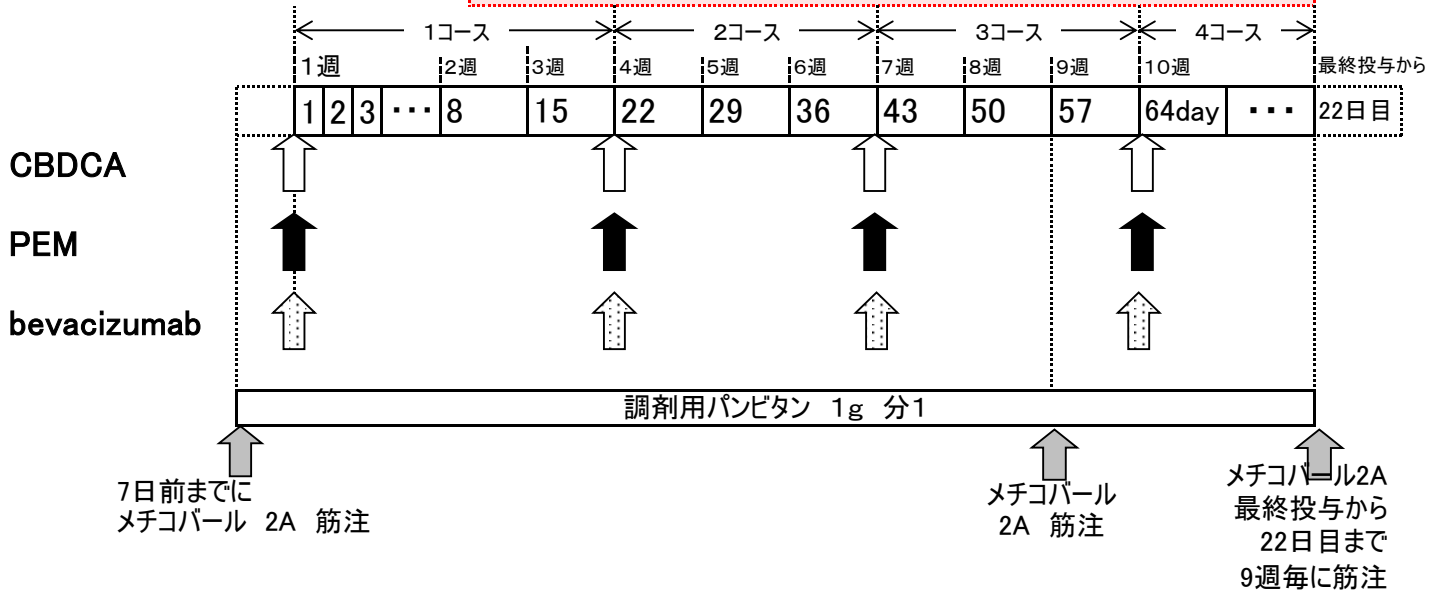 1コース 2コース 3コース 4コース
1週 2週 3週 4週 5週 6週 7週 8週 9週 10週 最終投与から
1 2 3 ・・・ 8 15 22 29 36 43 50 57 64day ・・・ 22日目
CBDCA
PEM
bevacizumab
調剤用パンビタン 1g 分1
7日前までに
メチコバール 2A 筋注
メチコバール
2A 筋注
メチコバール2A
最終投与から
22日目まで
9週毎に筋注